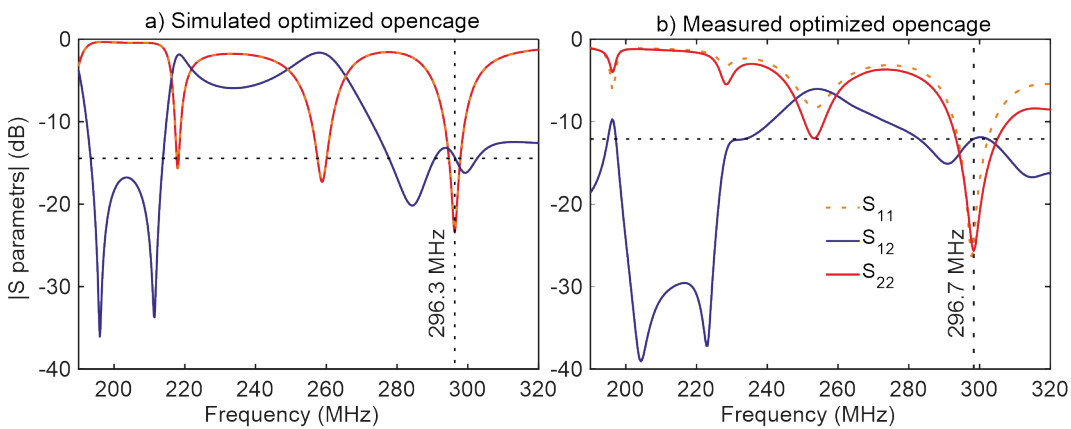 a) Simulated optimized opencage
b) Measured optimized opencage
|S parametrs| (dB)
0
-10
-20
-30
-40
200
220
240
260
280
300
320
Frequency (MHz)
296.3 MHz
0
-10
-20
-30
-40
200
220
240
260
280
300
320
Frequency (MHz)
296.7 MHz
S11
S12
S22